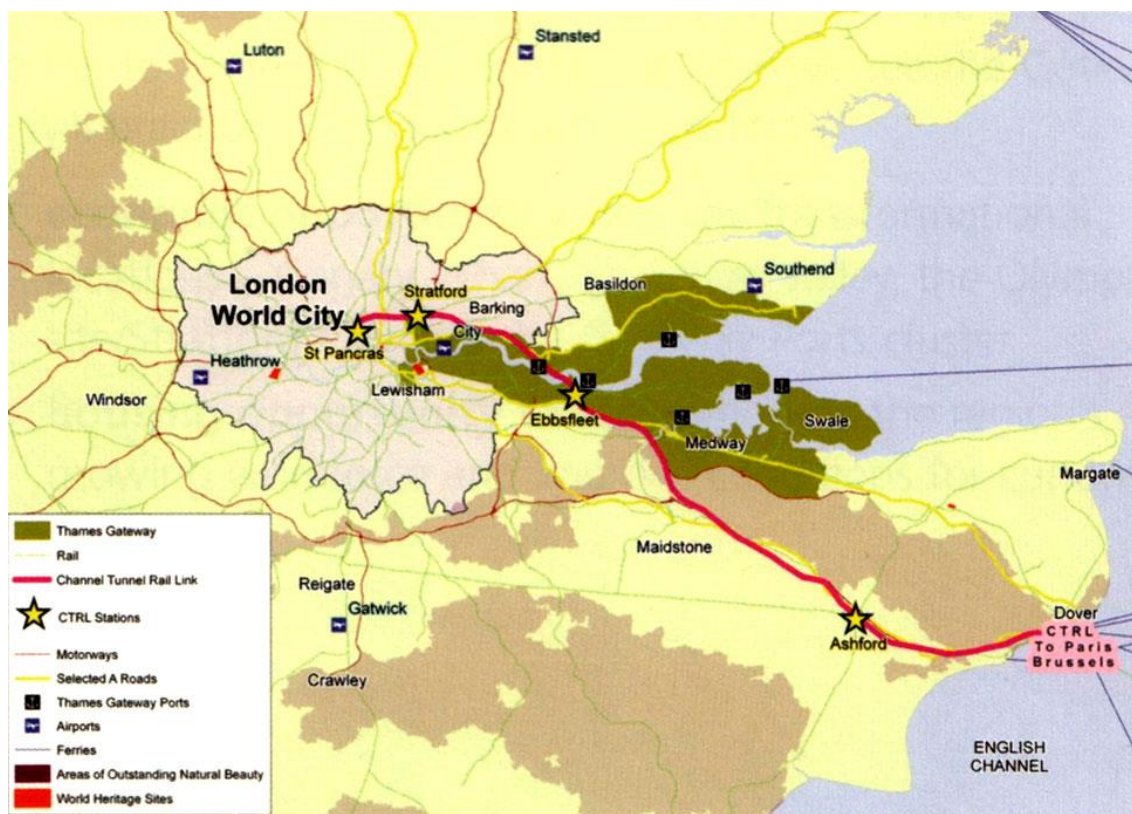 Luton
Stansted
London
World City
Stratford
Barking
Basildon
Southend
City
St Pancras
Heathrow
Lewisham
Windsor
Ebbsfleet
Swale
Medway
Margate
Maidstone
Reigate
Gatwick
Ashford
Dover
CTRL
To Paris
Brussels
Crawley
ENGLISH
CHANNEL
Thames Gateway
Rail
Channel Tunnel Rail Link
CTRL Stations
Motorways
Selected A Roads
Thames Gateway Ports
Airports
Ferries
Areas of Outstanding Natural Beauty
World Heritage Sites